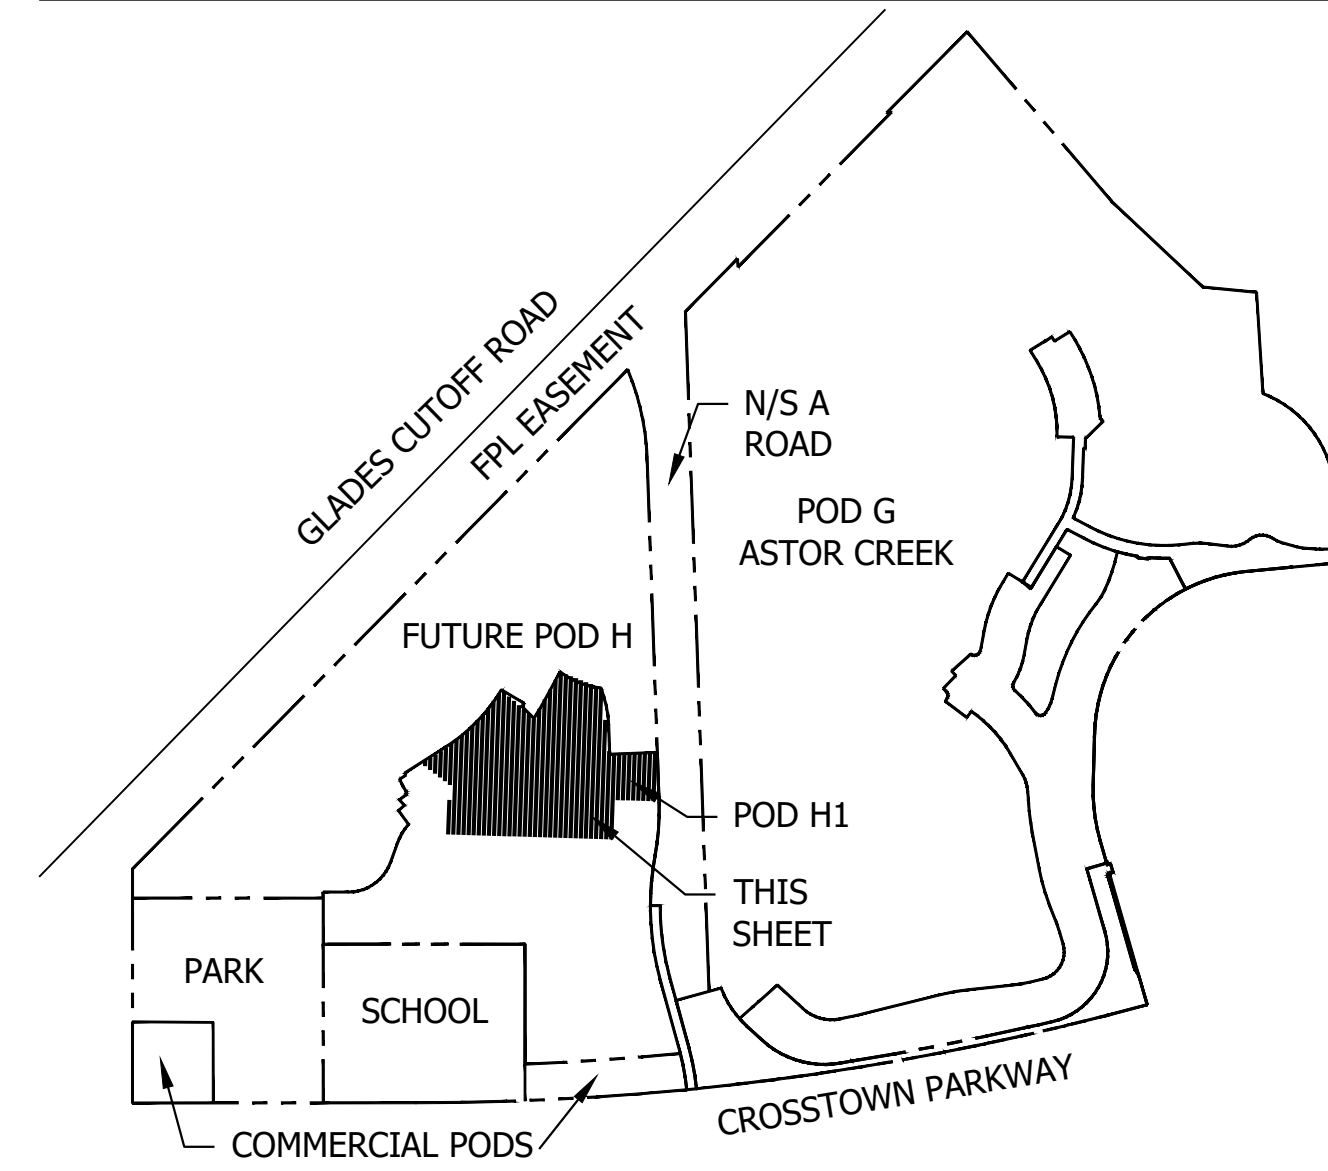 GLADES CUTOFF ROAD
FPL EASEMENT
N/S A
ROAD
POD G
ASTOR CREEK
FUTURE POD H
POD H1
THIS
SHEET
PARK
SCHOOL
CROSSTOWN PARKWAY
COMMERCIAL PODS